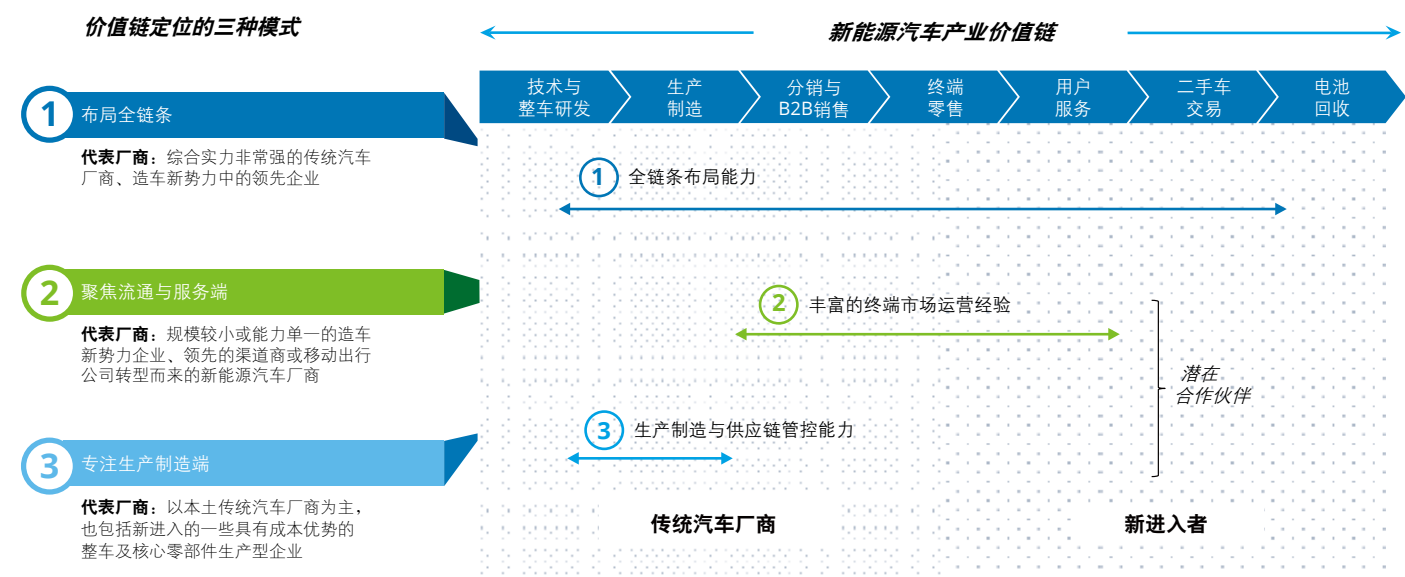 价值链定位的三种模式
新能源汽车产业价值链
技术与
整车研发
生产
制造
分销与
B2B销售
终端
零售
用户
服务
二手车
交易
电池
回收
1
布局全链条
代表厂商：综合实力非常强的传统汽车
厂商、造车新势力中的领先企业
1
全链条布局能力
2
聚焦流通与服务端
代表厂商：规模较小或能力单一的造车
新势力企业、领先的渠道商或移动出行
公司转型而来的新能源汽车厂商
2
丰富的终端市场运营经验
潜在
合作伙伴
3
生产制造与供应链管控能力
3
专注生产制造端
代表厂商：以本土传统汽车厂商为主，
也包括新进入的一些具有成本优势的
整车及核心零部件生产型企业
传统汽车厂商
新进入者